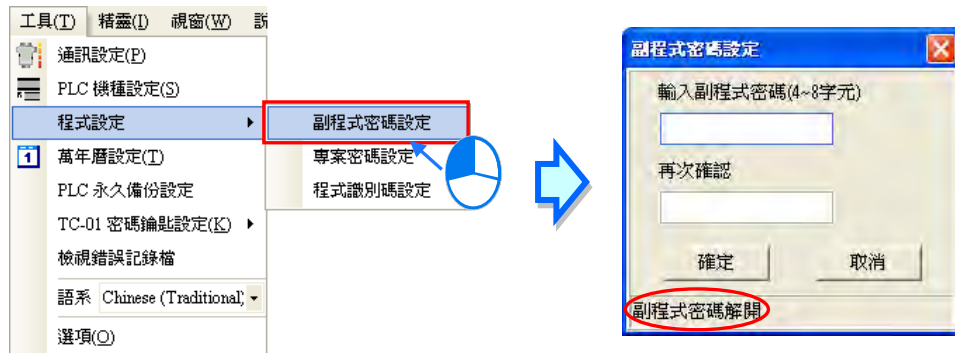 工具(T) 精靈(I) 視窗(W) 説
通訊設定(P)
PLC 機種設定(S)
程式設定
副程式密碼設定
專案密碼設定
程式識別碼設定
萬年曆設定(T)
PLC 永久備份設定
TC-01 密碼鑰匙設定(K)
檢視錯誤記錄檔
語系 Chinese (Traditional;
選項(O)
副程式密碼設定
輸入副程式密碼(4~8字元)
再次確認
確定 取消
副程式密碼解開